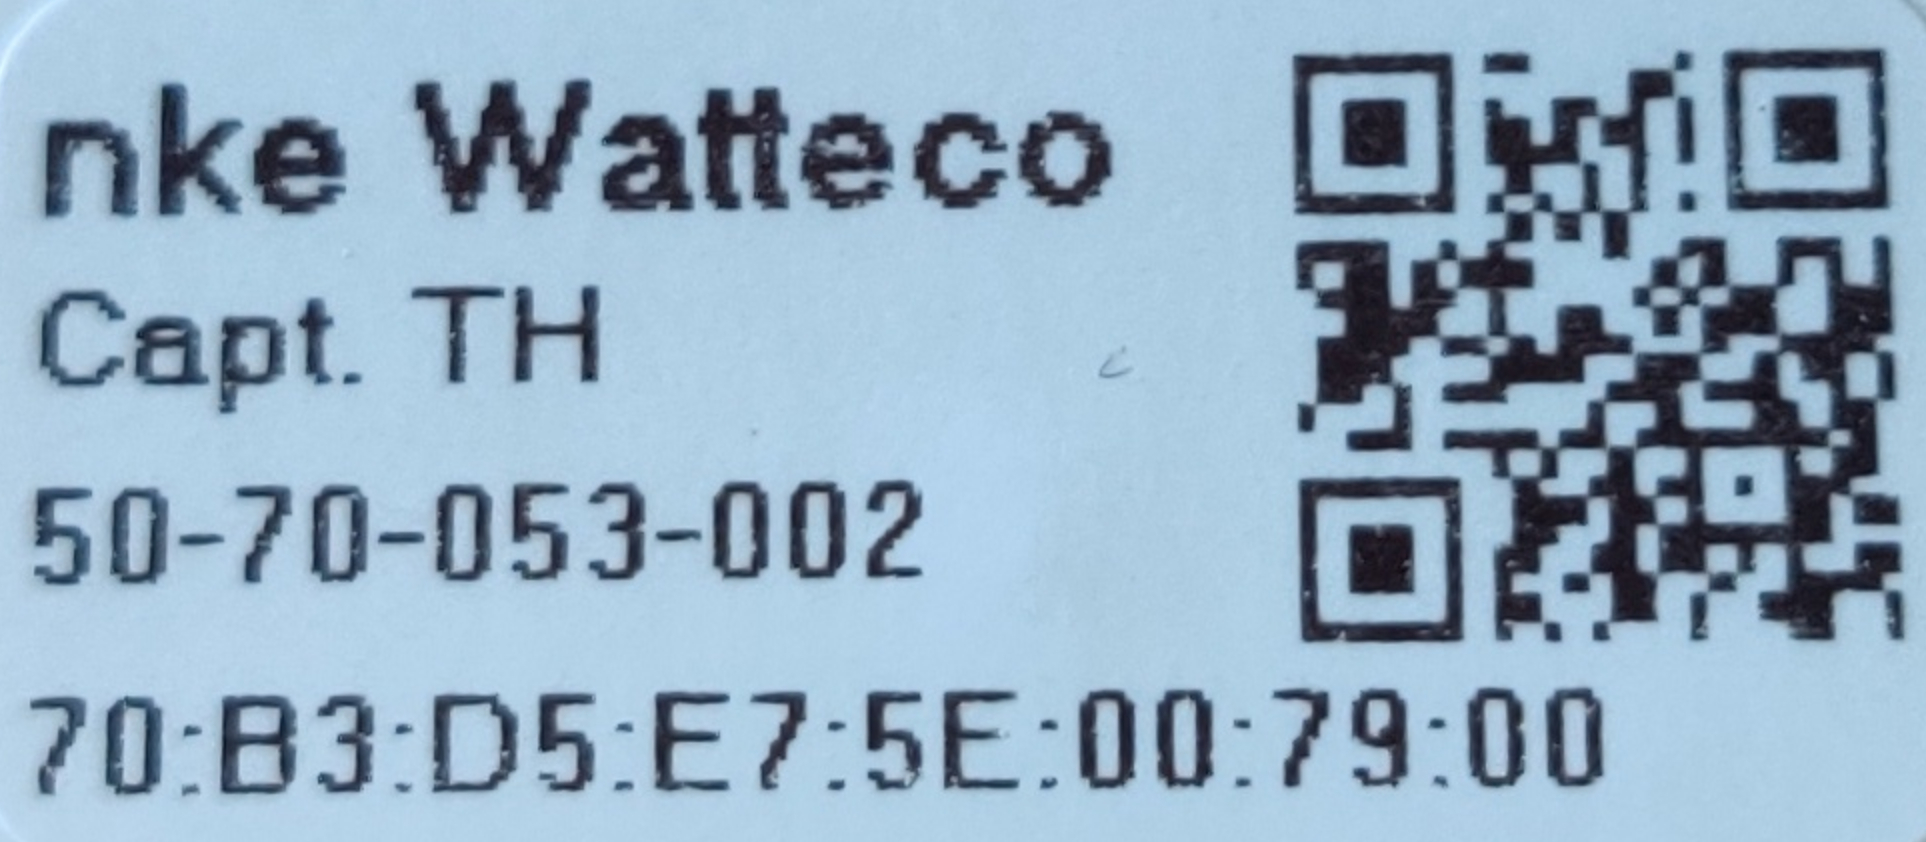 nke Watteco
Capt. TH
50-70-053-002
70:B3:D5:E7:5E:00:79:00